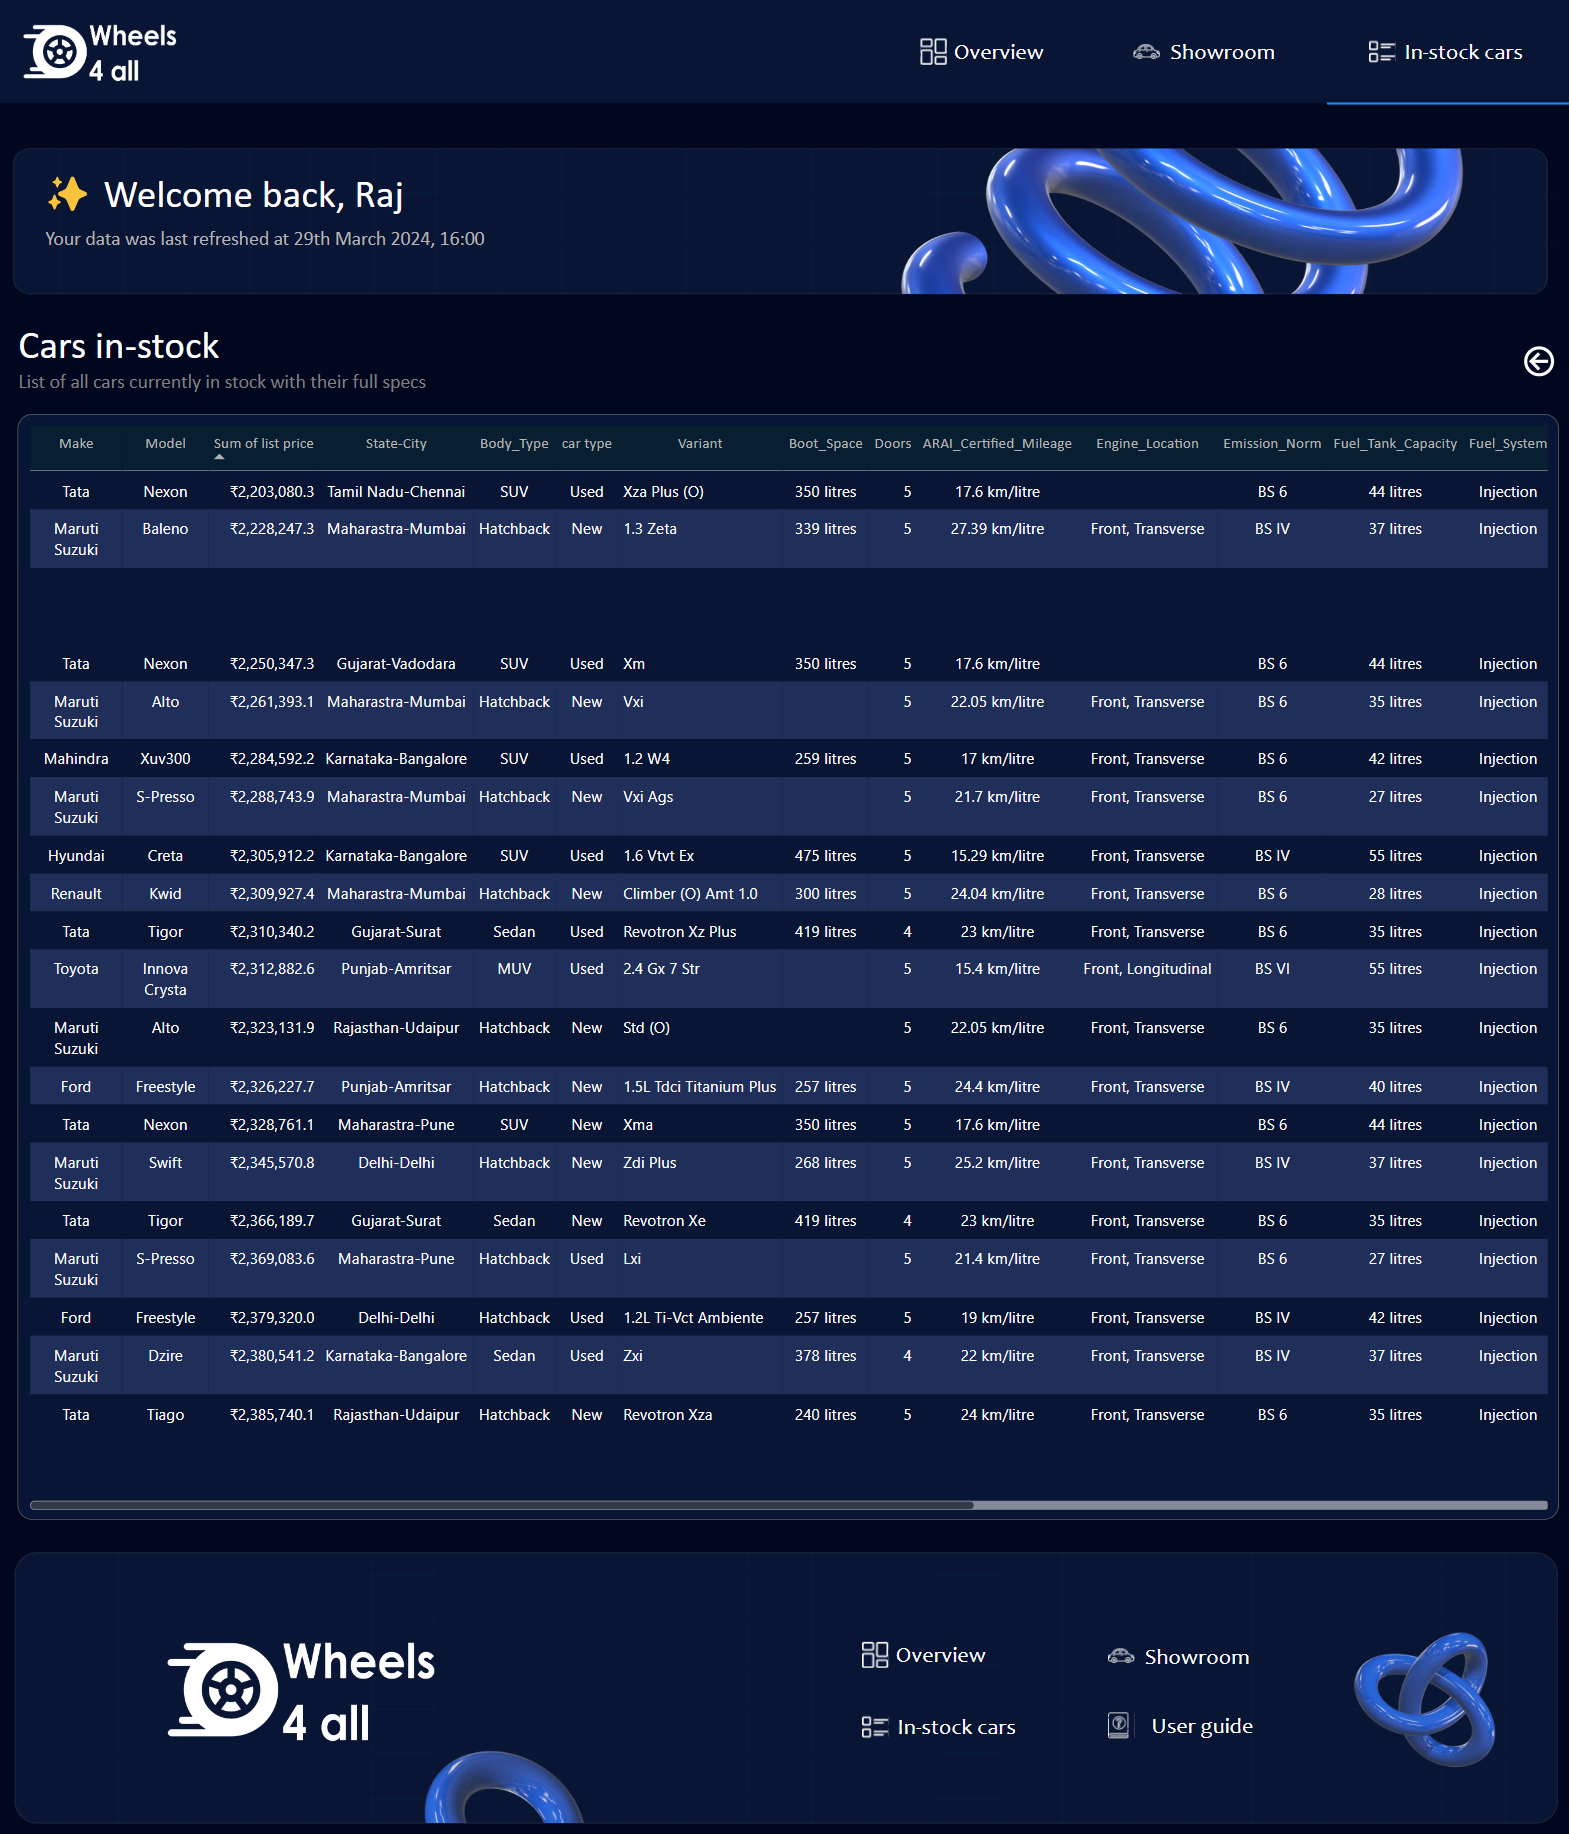 Wheels
4 all
Overview
Showroom
In-stock cars
✨ Welcome back, Raj
Your data was last refreshed at 29th March 2024, 16:00
Cars in-stock
List of all cars currently in stock with their full specs
Make Model Sum of list price State-City Body_Type car type Variant Boot_Space Doors ARAI_Certified_Mileage Engine_Location Emission_Norm Fuel_Tank_Capacity Fuel_System
Tata Nexon ₹2,203,080.3 Tamil Nadu-Chennai SUV Used Xza Plus (O) 350 litres 5 17.6 km/litre BS 6 44 litres Injection
Maruti Suzuki Baleno ₹2,228,247.3 Maharastra-Mumbai Hatchback New 1.3 Zeta 339 litres 5 27.39 km/litre Front, Transverse BS IV 37 litres Injection
Tata Nexon ₹2,250,347.3 Gujarat-Vadodara SUV Used Xm 350 litres 5 17.6 km/litre BS 6 44 litres Injection
Maruti Suzuki Alto ₹2,261,393.1 Maharastra-Mumbai Hatchback New Vxi 5 22.05 km/litre Front, Transverse BS 6 35 litres Injection
Mahindra Xuv300 ₹2,284,592.2 Karnataka-Bangalore SUV Used 1.2 W4 259 litres 5 17 km/litre Front, Transverse BS 6 42 litres Injection
Maruti Suzuki S-Presso ₹2,288,743.9 Maharastra-Mumbai Hatchback New Vxi Ags 5 21.7 km/litre Front, Transverse BS 6 27 litres Injection
Hyundai Creta ₹2,305,912.2 Karnataka-Bangalore SUV Used 1.6 Vtvt Ex 475 litres 5 15.29 km/litre Front, Transverse BS IV 55 litres Injection
Renault Kwid ₹2,309,927.4 Maharastra-Mumbai Hatchback New Climber (O) Amt 1.0 300 litres 5 24.04 km/litre Front, Transverse BS 6 28 litres Injection
Tata Tigor ₹2,310,340.2 Gujarat-Surat Sedan Used Revotron Xz Plus 419 litres 4 23 km/litre Front, Transverse BS 6 35 litres Injection
Toyota Innova Crysta ₹2,312,882.6 Punjab-Amritsar MUV Used 2.4 Gx 7 Str 5 15.4 km/litre Front, Longitudinal BS VI 55 litres Injection
Maruti Suzuki Alto ₹2,323,131.9 Rajasthan-Udaipur Hatchback New Std (O) 5 22.05 km/litre Front, Transverse BS 6 35 litres Injection
Ford Freestyle ₹2,326,227.7 Punjab-Amritsar Hatchback New 1.5L Tdci Titanium Plus 257 litres 5 24.4 km/litre Front, Transverse BS IV 40 litres Injection
Tata Nexon ₹2,328,761.1 Maharastra-Pune SUV New Xma 350 litres 5 17.6 km/litre BS 6 44 litres Injection
Maruti Suzuki Swift ₹2,345,570.8 Delhi-Delhi Hatchback New Zdi Plus 268 litres 5 25.2 km/litre Front, Transverse BS IV 37 litres Injection
Tata Tigor ₹2,366,189.7 Gujarat-Surat Sedan New Revotron Xe 419 litres 4 23 km/litre Front, Transverse BS 6 35 litres Injection
Maruti Suzuki S-Presso ₹2,369,083.6 Maharastra-Pune Hatchback Used Lxi 5 21.4 km/litre Front, Transverse BS 6 27 litres Injection
Ford Freestyle ₹2,379,320.0 Delhi-Delhi Hatchback Used 1.2L Ti-Vct Ambiente 257 litres 5 19 km/litre Front, Transverse BS IV 42 litres Injection
Maruti Suzuki Dzire ₹2,380,541.2 Karnataka-Bangalore Sedan Used Zxi 378 litres 4 22 km/litre Front, Transverse BS IV 37 litres Injection
Tata Tiago ₹2,385,740.1 Rajasthan-Udaipur Hatchback New Revotron Xza 240 litres 5 24 km/litre Front, Transverse BS 6 35 litres Injection
Wheels
4 all
Overview
Showroom
In-stock cars
User guide